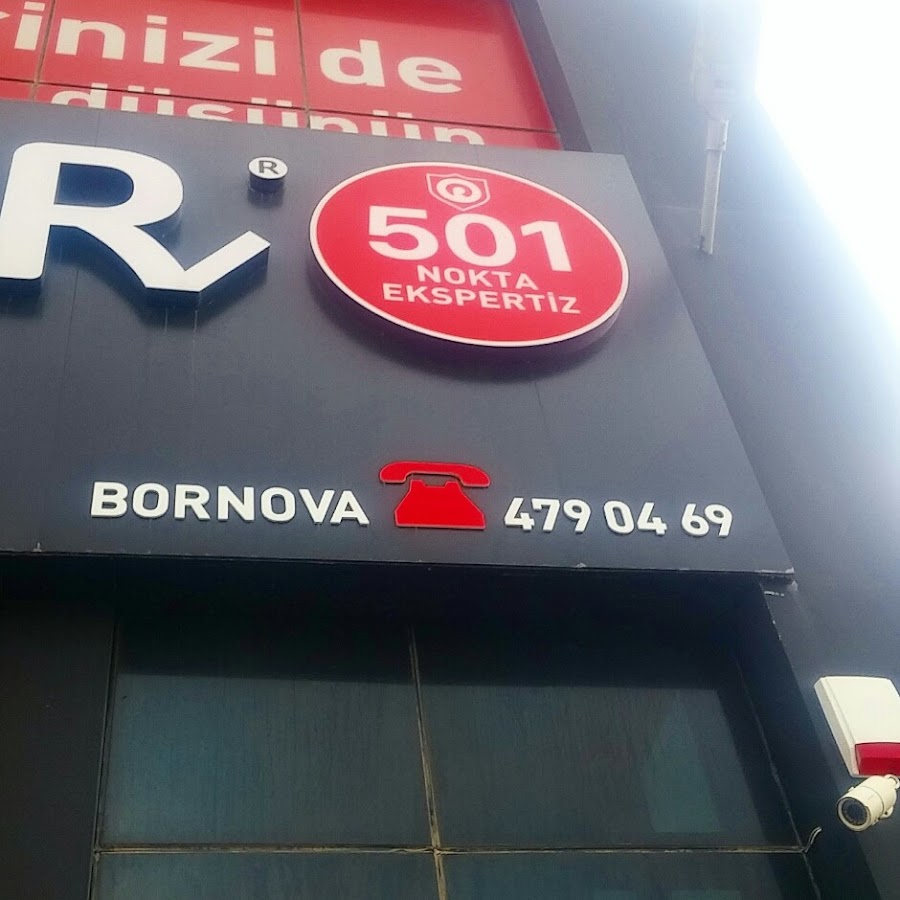 rinizi de
düşünün
R ®
501
NOKTA
EKSPERTİZ
BORNOVA 479 04 69